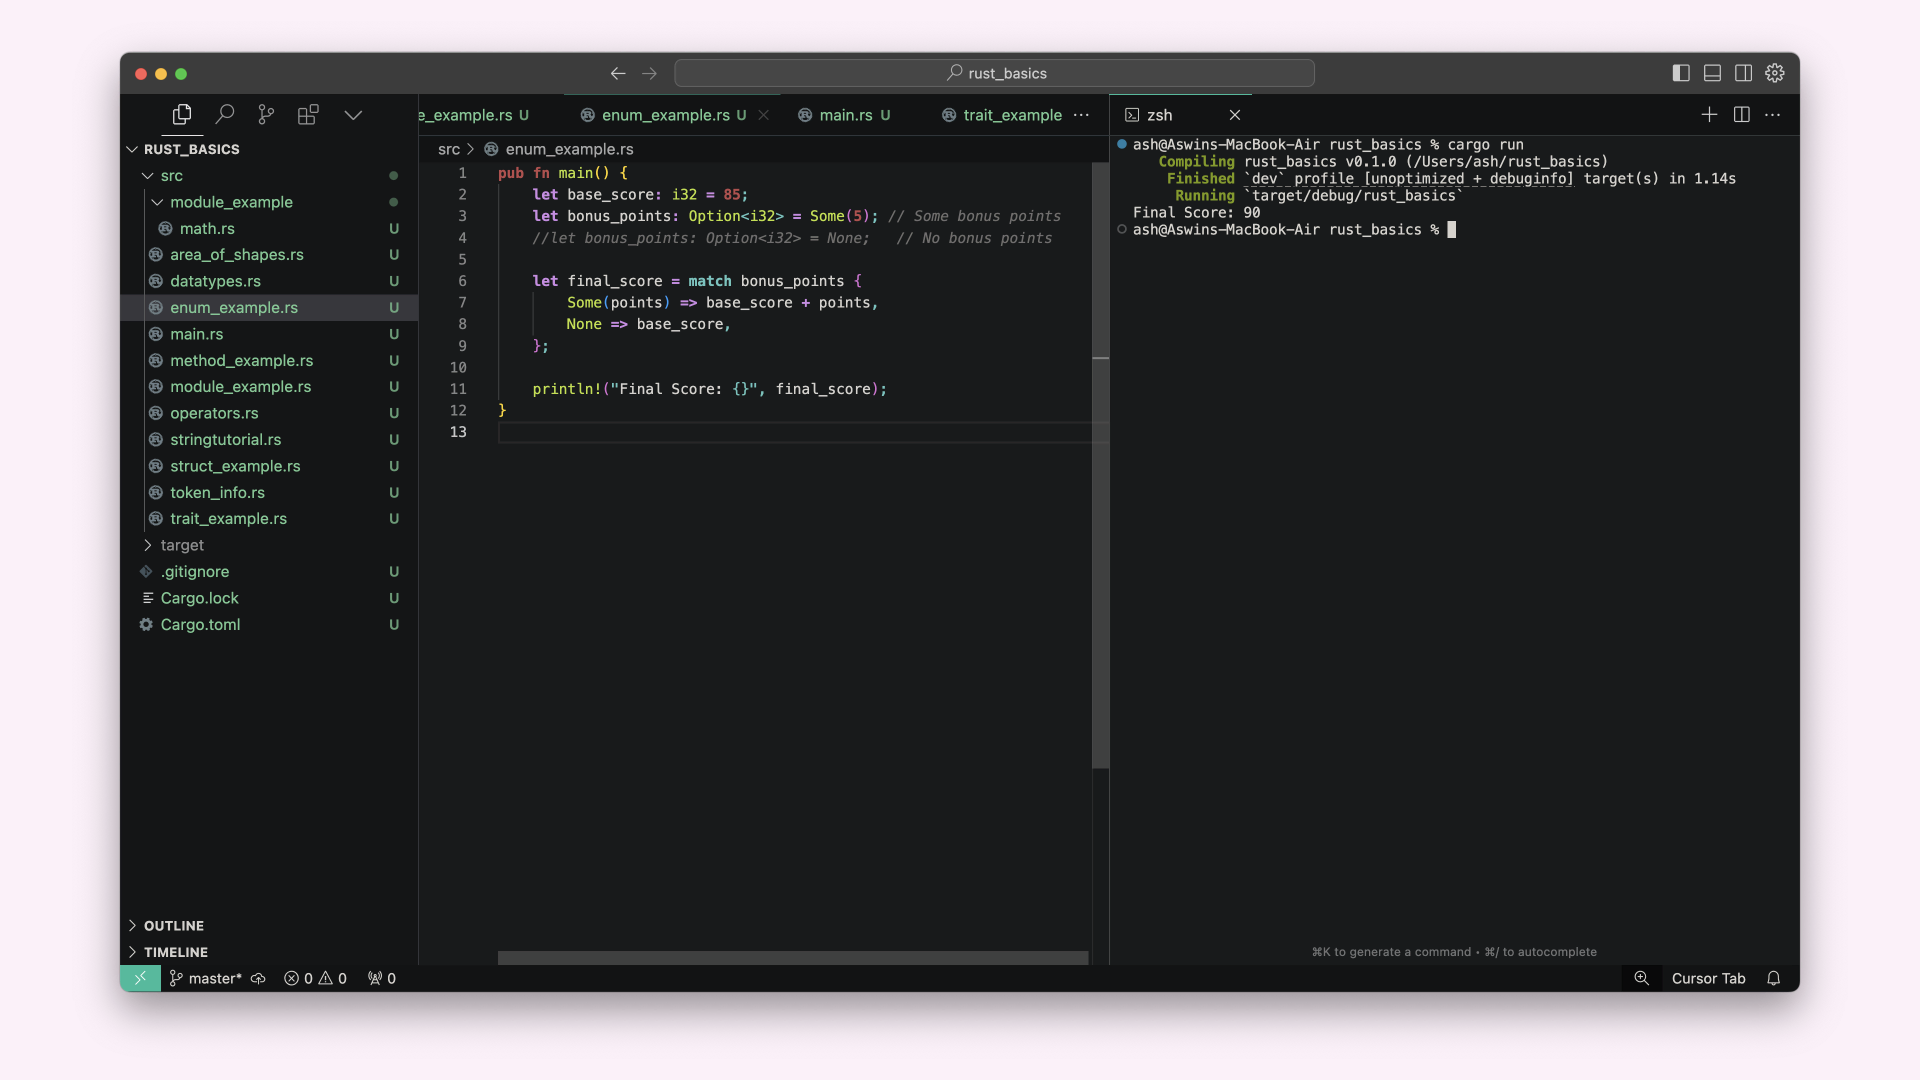 rust_basics
RUST_BASICS
src
module_example
math.rs U
area_of_shapes.rs U
datatypes.rs U
enum_example.rs U
main.rs U
method_example.rs U
module_example.rs U
operators.rs U
stringtutorial.rs U
struct_example.rs U
token_info.rs U
trait_example.rs U
target
.gitignore U
Cargo.lock U
Cargo.toml U
OUTLINE
TIMELINE
e_example.rs U enum_example.rs U main.rs U trait_example
src > enum_example.rs
1 pub fn main() {
2 let base_score: i32 = 85;
3 let bonus_points: Option<i32> = Some(5); // Some bonus points
4 //let bonus_points: Option<i32> = None;   // No bonus points
5
6 let final_score = match bonus_points {
7 Some(points) => base_score + points,
8 None => base_score,
9 };
10
11 println!("Final Score: {}", final_score);
12 }
13
zsh
ash@Aswins-MacBook-Air rust_basics % cargo run
Compiling rust_basics v0.1.0 (/Users/ash/rust_basics)
Finished `dev` profile [unoptimized + debuginfo] target(s) in 1.14s
Running `target/debug/rust_basics`
Final Score: 90
ash@Aswins-MacBook-Air rust_basics %
⌘K to generate a command • ⌘/ to autocomplete
master* 0 0 0 Cursor Tab